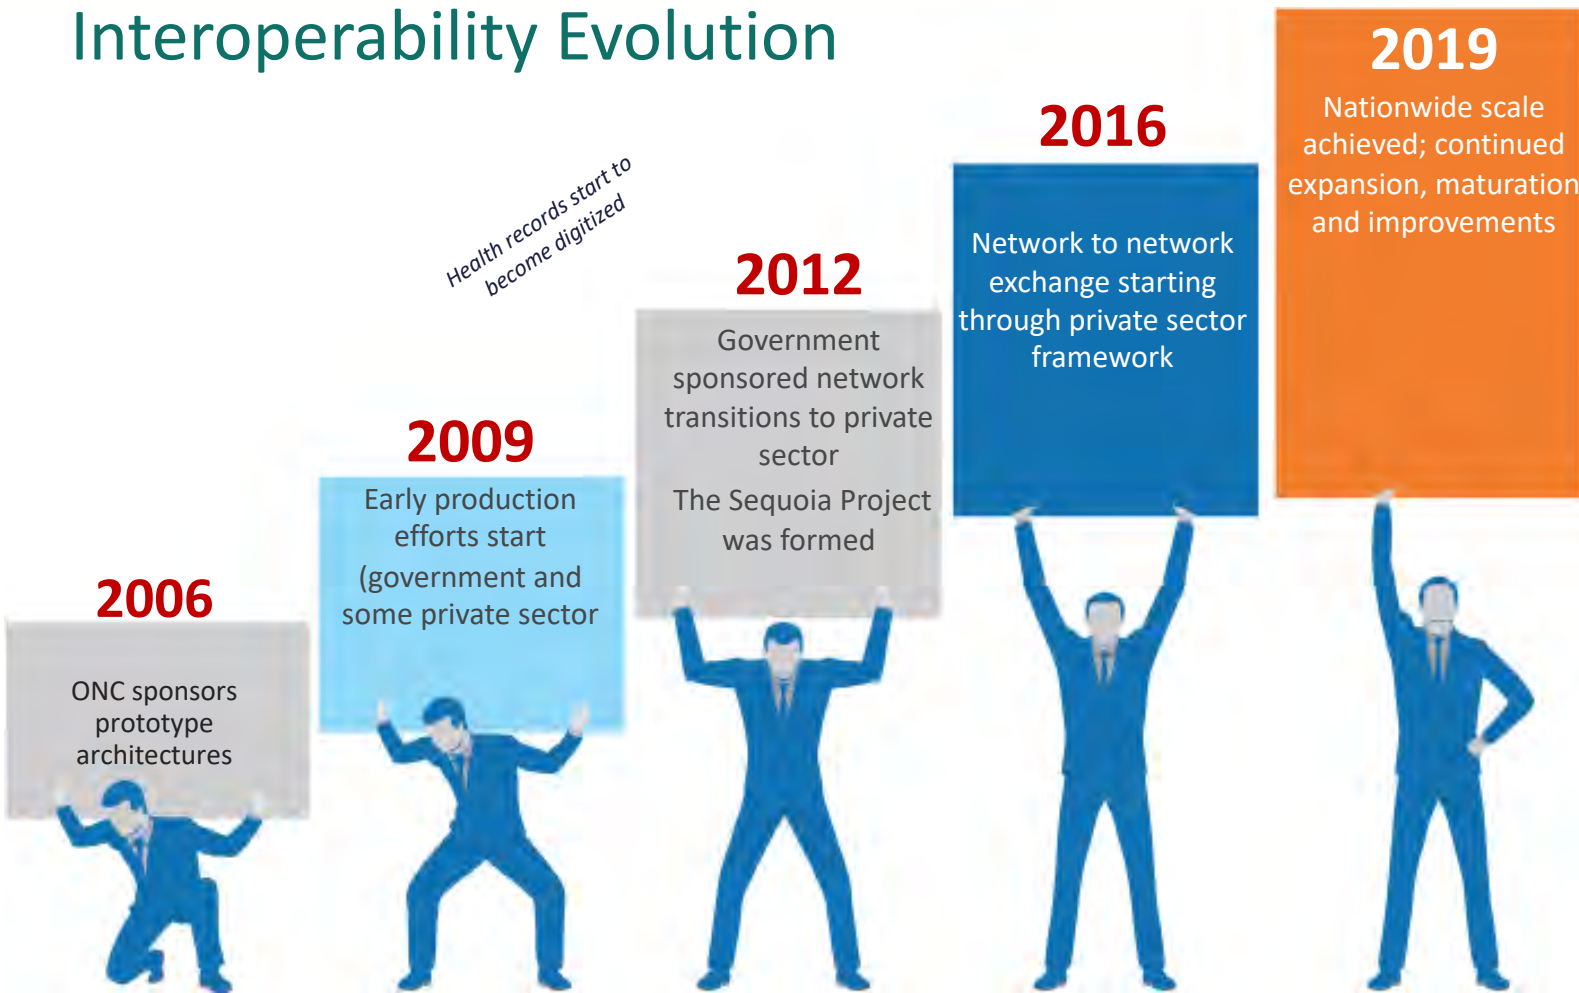 Interoperability Evolution
2006
ONC sponsors
prototype
architectures
2009
Early production
efforts start
(government and
some private sector
Health records start to
become digitized
2012
Government
sponsored network
transitions to private
sector
The Sequoia Project
was formed
2016
Network to network
exchange starting
through private sector
framework
2019
Nationwide scale
achieved; continued
expansion, maturation
and improvements